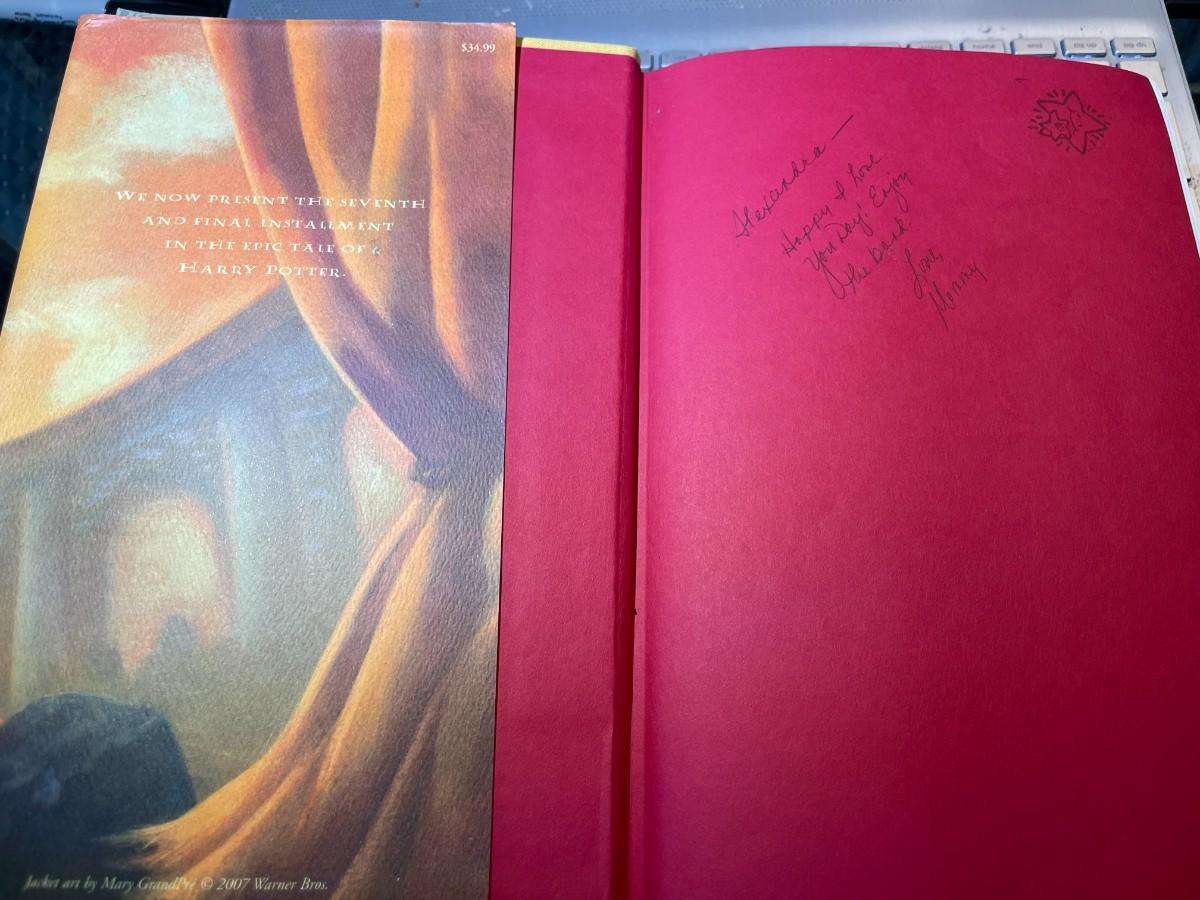 $34.99
WE NOW PRESENT THE SEVENTH
AND FINAL INSTALLMENT
IN THE EPIC TALE OF
HARRY POTTER.
Jacket art by Mary GrandPré © 2007 Warner Bros.
Alexandra —
Happy I Love
You Day! Enjoy
the book!
Love,
Mommy